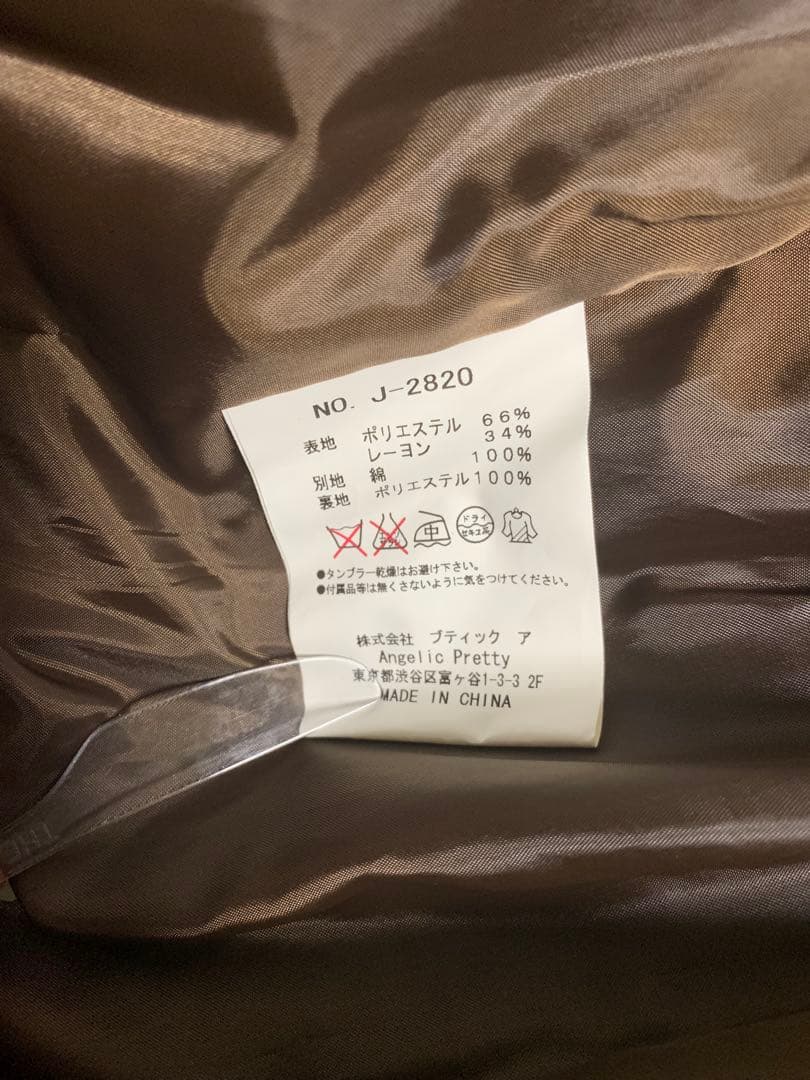 NO. J-2820
表地 ポリエステル 66%
レーヨン 34%
別地 綿 100%
裏地 ポリエステル100%
中 ドライ セキユ系
●タンブラー乾燥はお避け下さい。
●付属品等は無くさないように気をつけてください。
株式会社 ブティック ア
Angelic Pretty
東京都渋谷区富ヶ谷1-3-3 2F
MADE IN CHINA